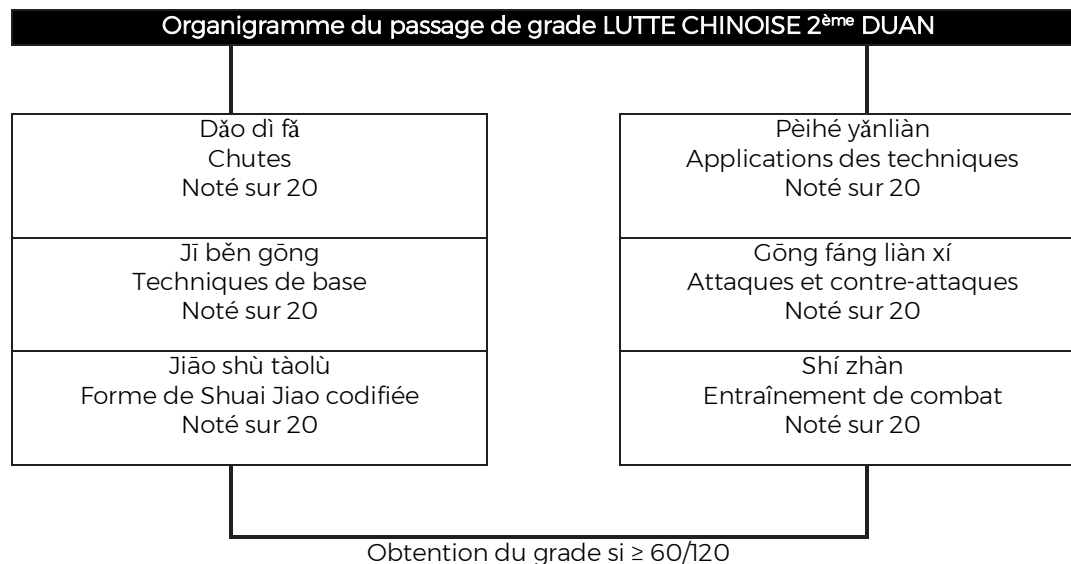 Organigramme du passage de grade LUTTE CHINOISE 2ème DUAN
Dǎo dì fǎ
Chutes
Noté sur 20
Jī běn gōng
Techniques de base
Noté sur 20
Jiāo shù tàolù
Forme de Shuai Jiao codifiée
Noté sur 20
Pèihé yǎnliàn
Applications des techniques
Noté sur 20
Gōng fáng liàn xí
Attaques et contre-attaques
Noté sur 20
Shí zhàn
Entraînement de combat
Noté sur 20
Obtention du grade si ≥ 60/120